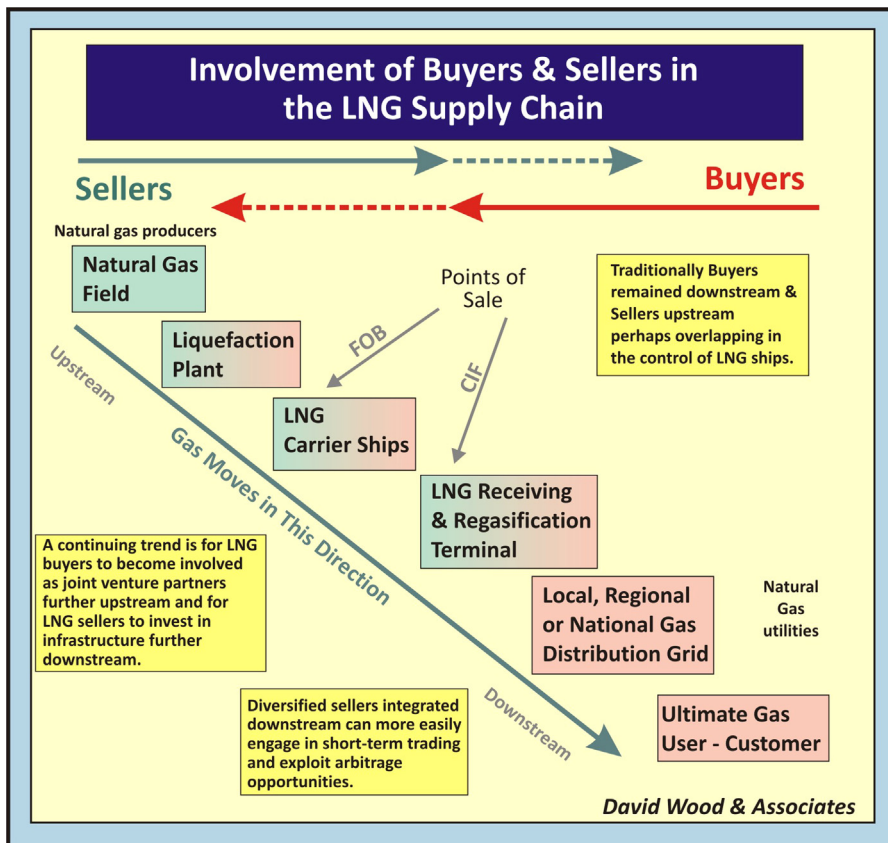 Involvement of Buyers & Sellers in
the LNG Supply Chain
Sellers
Buyers
Natural gas producers
Natural Gas
Field
Points of
Sale
Traditionally Buyers
remained downstream &
Sellers upstream
perhaps overlapping in
the control of LNG ships.
Liquefaction
Plant
FOB
CIF
Upstream
LNG
Carrier Ships
Gas Moves in This Direction
LNG Receiving
& Regasification
Terminal
A continuing trend is for LNG
buyers to become involved
as joint venture partners
further upstream and for
LNG sellers to invest in
infrastructure further
downstream.
Local, Regional
or National Gas
Distribution Grid
Natural
Gas
utilities
Downstream
Diversified sellers integrated
downstream can more easily
engage in short-term trading
and exploit arbitrage
opportunities.
Ultimate Gas
User - Customer
David Wood & Associates